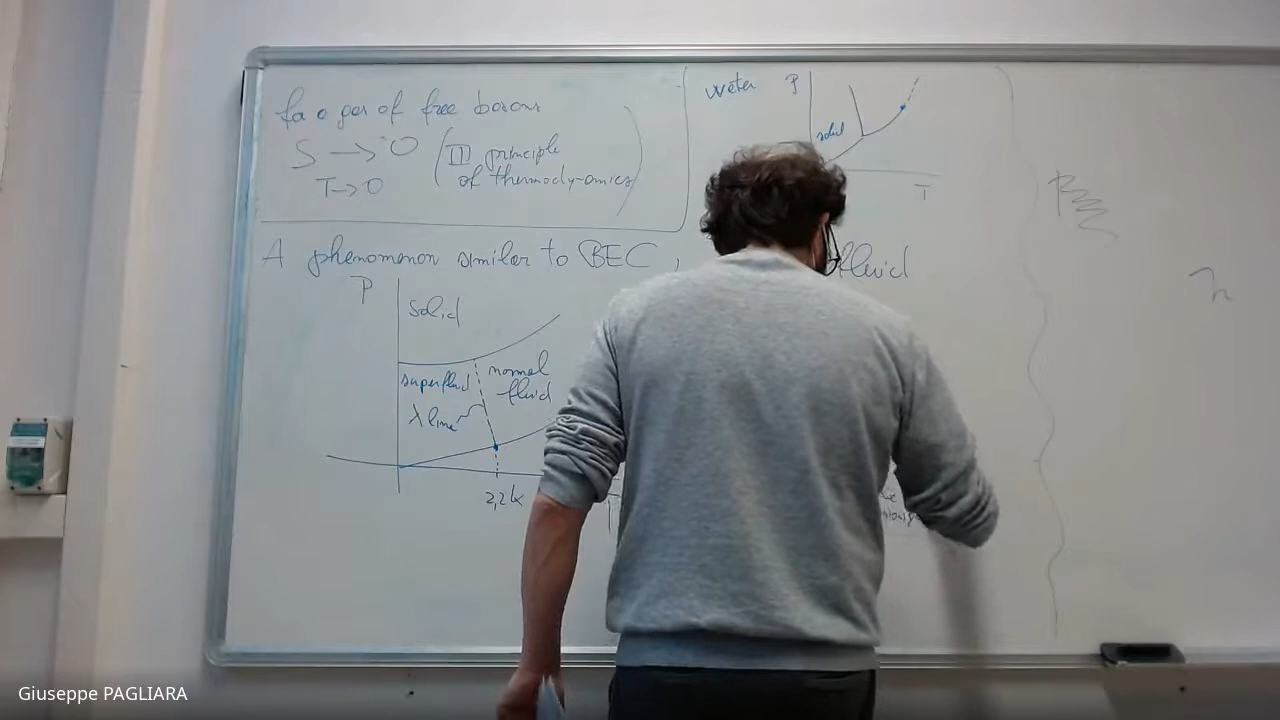 for a gas of free bosons
S → 0 (III principle
T→0 of thermodynamics)
water P
solid
T
A phenomenon similar to BEC,
fluid
P
solid
superfluid normal
fluid
λ line
2,2 K
T
Giuseppe PAGLIARA